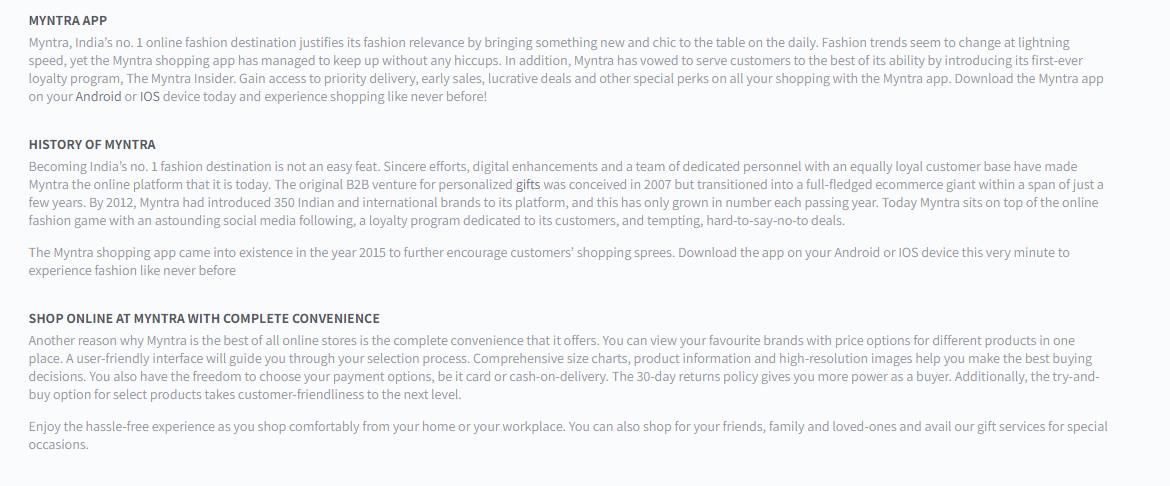 MYNTRA APP
Myntra, India's no. 1 online fashion destination justifies its fashion relevance by bringing something new and chic to the table on the daily. Fashion trends seem to change at lightning
speed, yet the Myntra shopping app has managed to keep up without any hiccups. In addition, Myntra has vowed to serve customers to the best of its ability by introducing its first-ever
loyalty program, The Myntra Insider. Gain access to priority delivery, early sales, lucrative deals and other special perks on all your shopping with the Myntra app. Download the Myntra app
on your Android or IOS device today and experience shopping like never before!
HISTORY OF MYNTRA
Becoming India's no. 1 fashion destination is not an easy feat. Sincere efforts, digital enhancements and a team of dedicated personnel with an equally loyal customer base have made
Myntra the online platform that it is today. The original B2B venture for personalized gifts was conceived in 2007 but transitioned into a full-fledged ecommerce giant within a span of just a
few years. By 2012, Myntra had introduced 350 Indian and international brands to its platform, and this has only grown in number each passing year. Today Myntra sits on top of the online
fashion game with an astounding social media following, a loyalty program dedicated to its customers, and tempting, hard-to-say-no-to deals.
The Myntra shopping app came into existence in the year 2015 to further encourage customers' shopping sprees. Download the app on your Android or IOS device this very minute to
experience fashion like never before
SHOP ONLINE AT MYNTRA WITH COMPLETE CONVENIENCE
Another reason why Myntra is the best of all online stores is the complete convenience that it offers. You can view your favourite brands with price options for different products in one
place. A user-friendly interface will guide you through your selection process. Comprehensive size charts, product information and high-resolution images help you make the best buying
decisions. You also have the freedom to choose your payment options, be it card or cash-on-delivery. The 30-day returns policy gives you more power as a buyer. Additionally, the try-and-
buy option for select products takes customer-friendliness to the next level.
Enjoy the hassle-free experience as you shop comfortably from your home or your workplace. You can also shop for your friends, family and loved-ones and avail our gift services for special
occasions.